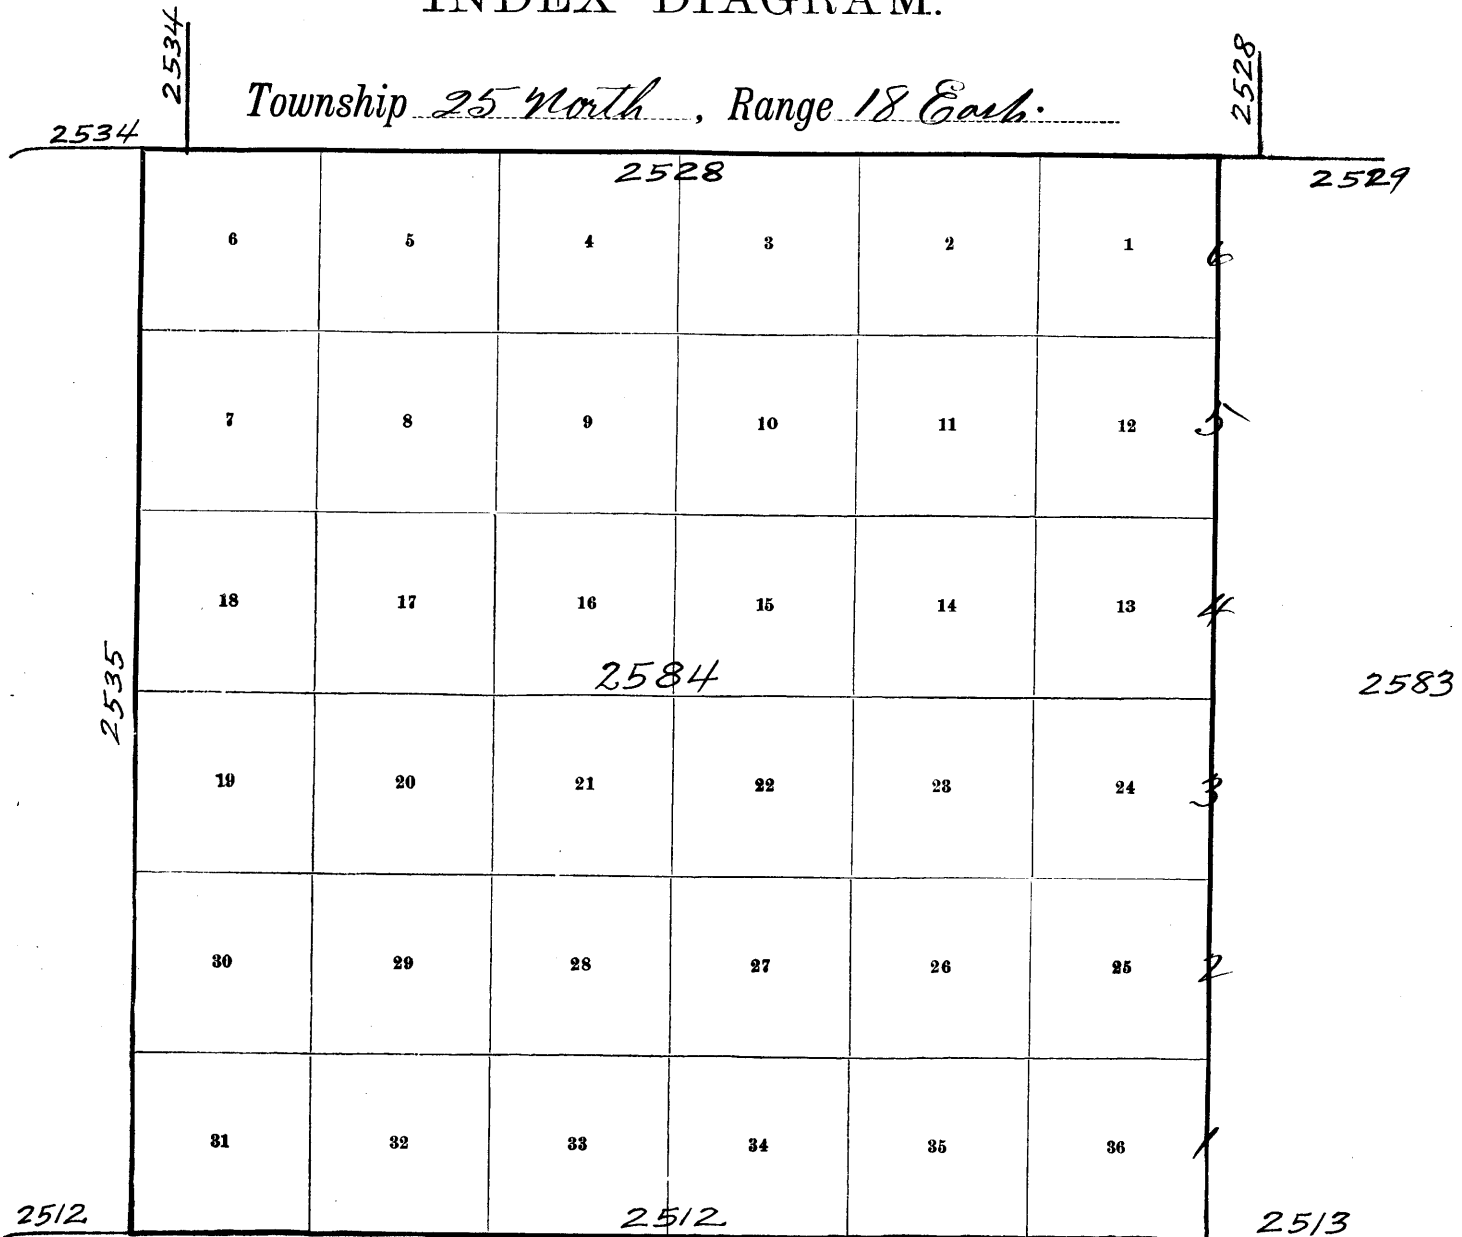 INDEX DIAGRAM.
2534
2528
Township 25 North, Range 18 East.
2534
2528
2529
6 5 4 3 2 1 6
7 8 9 10 11 12 5
18 17 16 15 14 13 4
2535
2584
2583
19 20 21 22 23 24 3
30 29 28 27 26 25 2
31 32 33 34 35 36 1
2512
2512
2513